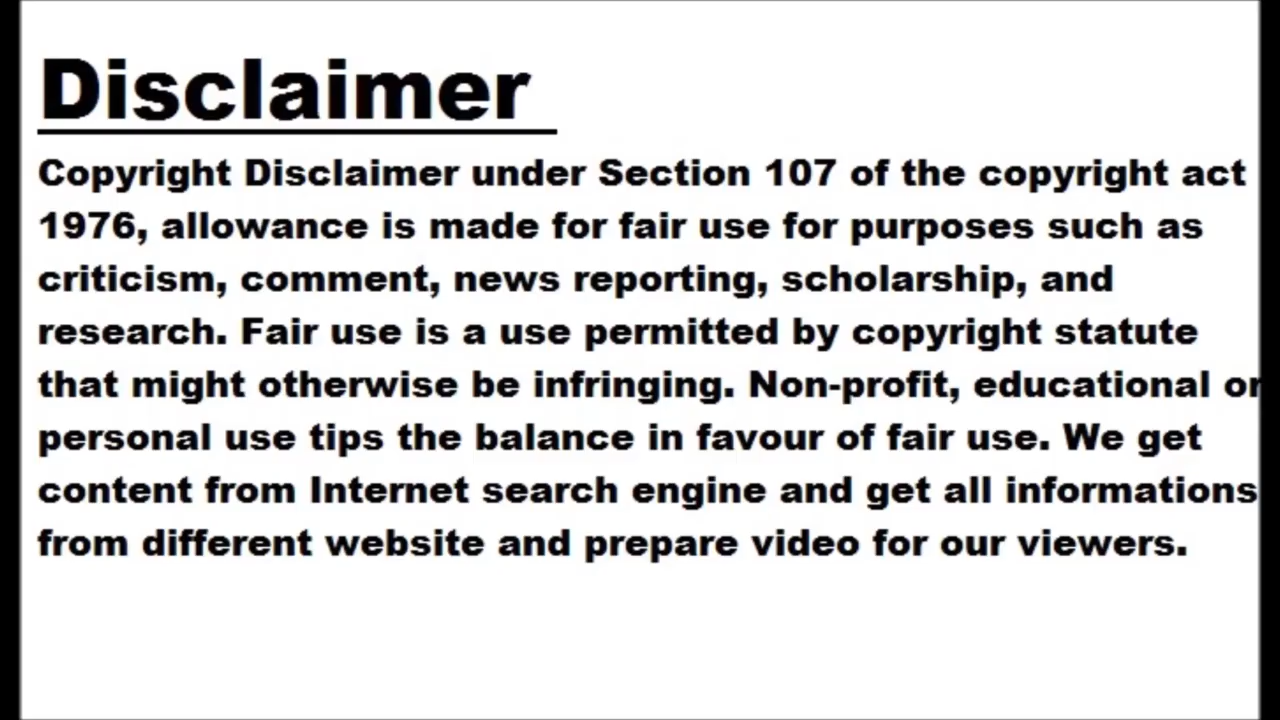 Disclaimer
Copyright Disclaimer under Section 107 of the copyright act
1976, allowance is made for fair use for purposes such as
criticism, comment, news reporting, scholarship, and
research. Fair use is a use permitted by copyright statute
that might otherwise be infringing. Non-profit, educational or
personal use tips the balance in favour of fair use. We get
content from Internet search engine and get all informations
from different website and prepare video for our viewers.